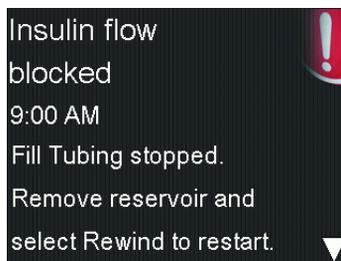 Insulin flow
blocked
9:00 AM
Fill Tubing stopped.
Remove reservoir and
select Rewind to restart.